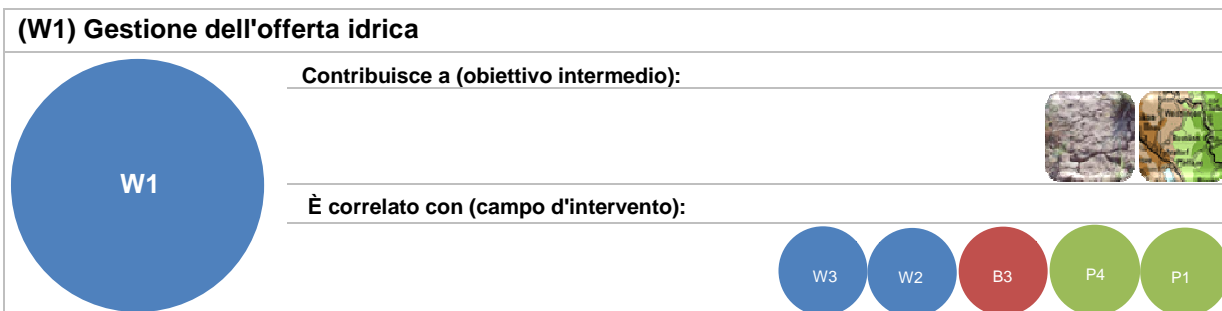 (W1) Gestione dell'offerta idrica
Contribuisce a (obiettivo intermedio):
W1
È correlato con (campo d'intervento):
W3 W2 B3 P4 P1